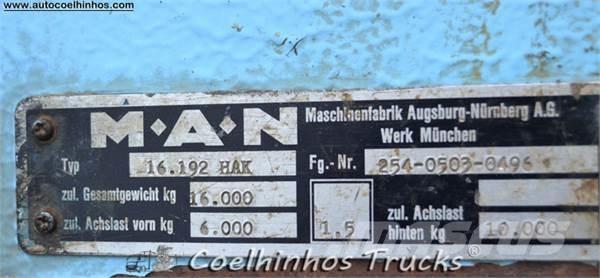 www.autocoelhinhos.com
M·A·N
Maschinenfabrik Augsburg-Nürnberg A.G.
Werk München
Typ 16.192 HAK Fg.-Nr. 254-0503-0496
zul. Gesamtgewicht kg 16.000
zul. Achslast vorn kg 6.000 1.5 zul. Achslast hinten kg 10.000
Coelhinhos Trucks